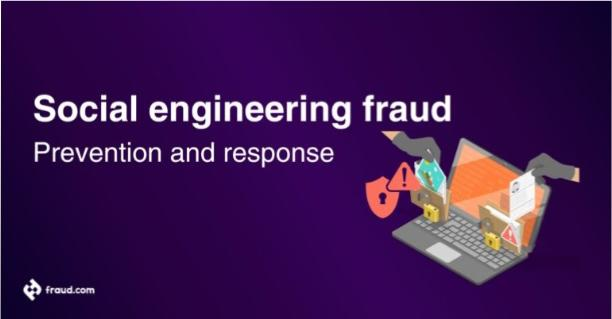 Social engineering fraud
Prevention and response
fraud.com